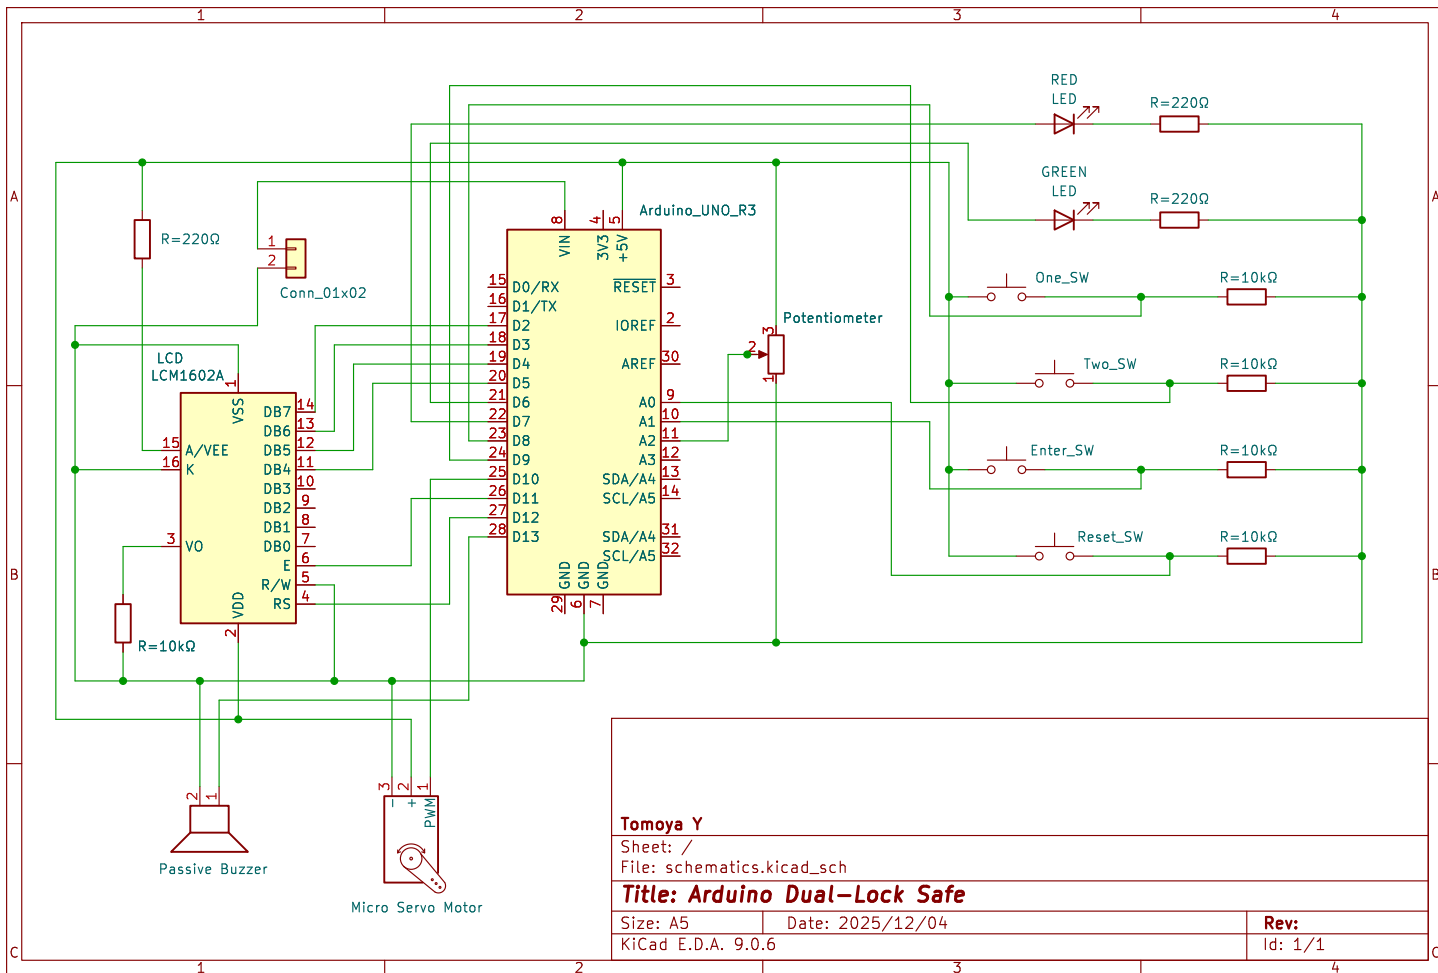 1 2 3 4
A
A
B
B
C
C
1 2 3 4
RED
LED
R=220Ω
GREEN
LED
R=220Ω
One_SW
R=10kΩ
Two_SW
R=10kΩ
Enter_SW
R=10kΩ
Reset_SW
R=10kΩ
R=220Ω
1
2
Conn_01x02
Arduino_UNO_R3
8 4 5
VIN 3V3 +5V
15 D0/RX RESET 3
16 D1/TX
17 D2 IOREF 2
18 D3
19 D4 AREF 30
20 D5
21 D6 A0 9
22 D7 A1 10
23 D8 A2 11
24 D9 A3 12
25 D10 SDA/A4 13
26 D11 SCL/A5 14
27 D12
28 D13 SDA/A4 31
SCL/A5 32
GND GND GND
29 6 7
Potentiometer
3
2
1
LCD
LCM1602A
1
VSS
DB7 14
DB6 13
15 A/VEE DB5 12
16 K DB4 11
DB3 10
DB2 9
DB1 8
3 VO DB0 7
E 6
R/W 5
RS 4
VDD
2
R=10kΩ
2 1
Passive Buzzer
3 2 1
- + PWM
Micro Servo Motor
Tomoya Y
Sheet: /
File: schematics.kicad_sch
Title: Arduino Dual-Lock Safe
Size: A5 Date: 2025/12/04 Rev:
KiCad E.D.A. 9.0.6 Id: 1/1